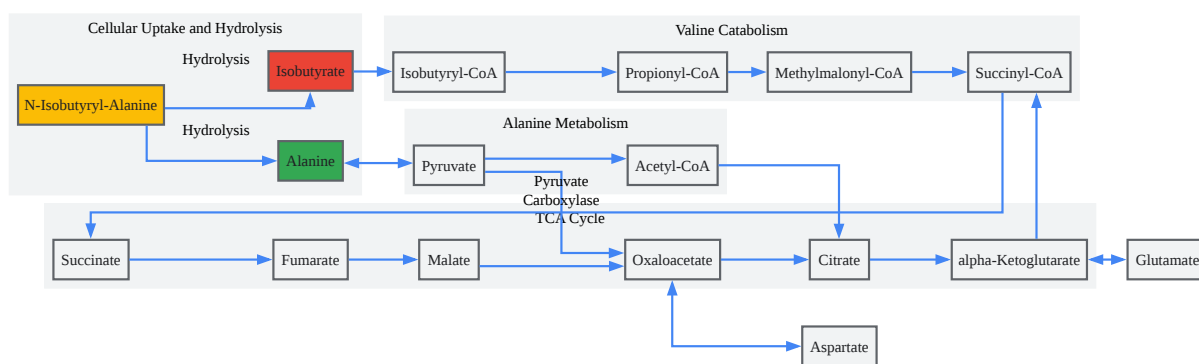 Cellular Uptake and Hydrolysis
Valine Catabolism
Hydrolysis
Isobutyrate
Isobutyryl-CoA
Propionyl-CoA
Methylmalonyl-CoA
Succinyl-CoA
N-Isobutyryl-Alanine
Hydrolysis
Alanine Metabolism
Alanine
Pyruvate
Acetyl-CoA
Pyruvate
Carboxylase
TCA Cycle
Succinate
Fumarate
Malate
Oxaloacetate
Citrate
alpha-Ketoglutarate
Glutamate
Aspartate